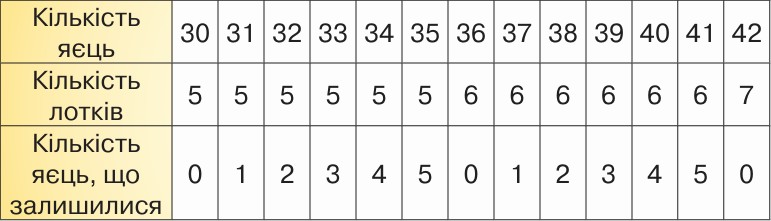 Кількість
яєць
30 31 32 33 34 35 36 37 38 39 40 41 42
Кількість
лотків
5 5 5 5 5 5 6 6 6 6 6 6 7
Кількість
яєць, що
залишилися
0 1 2 3 4 5 0 1 2 3 4 5 0